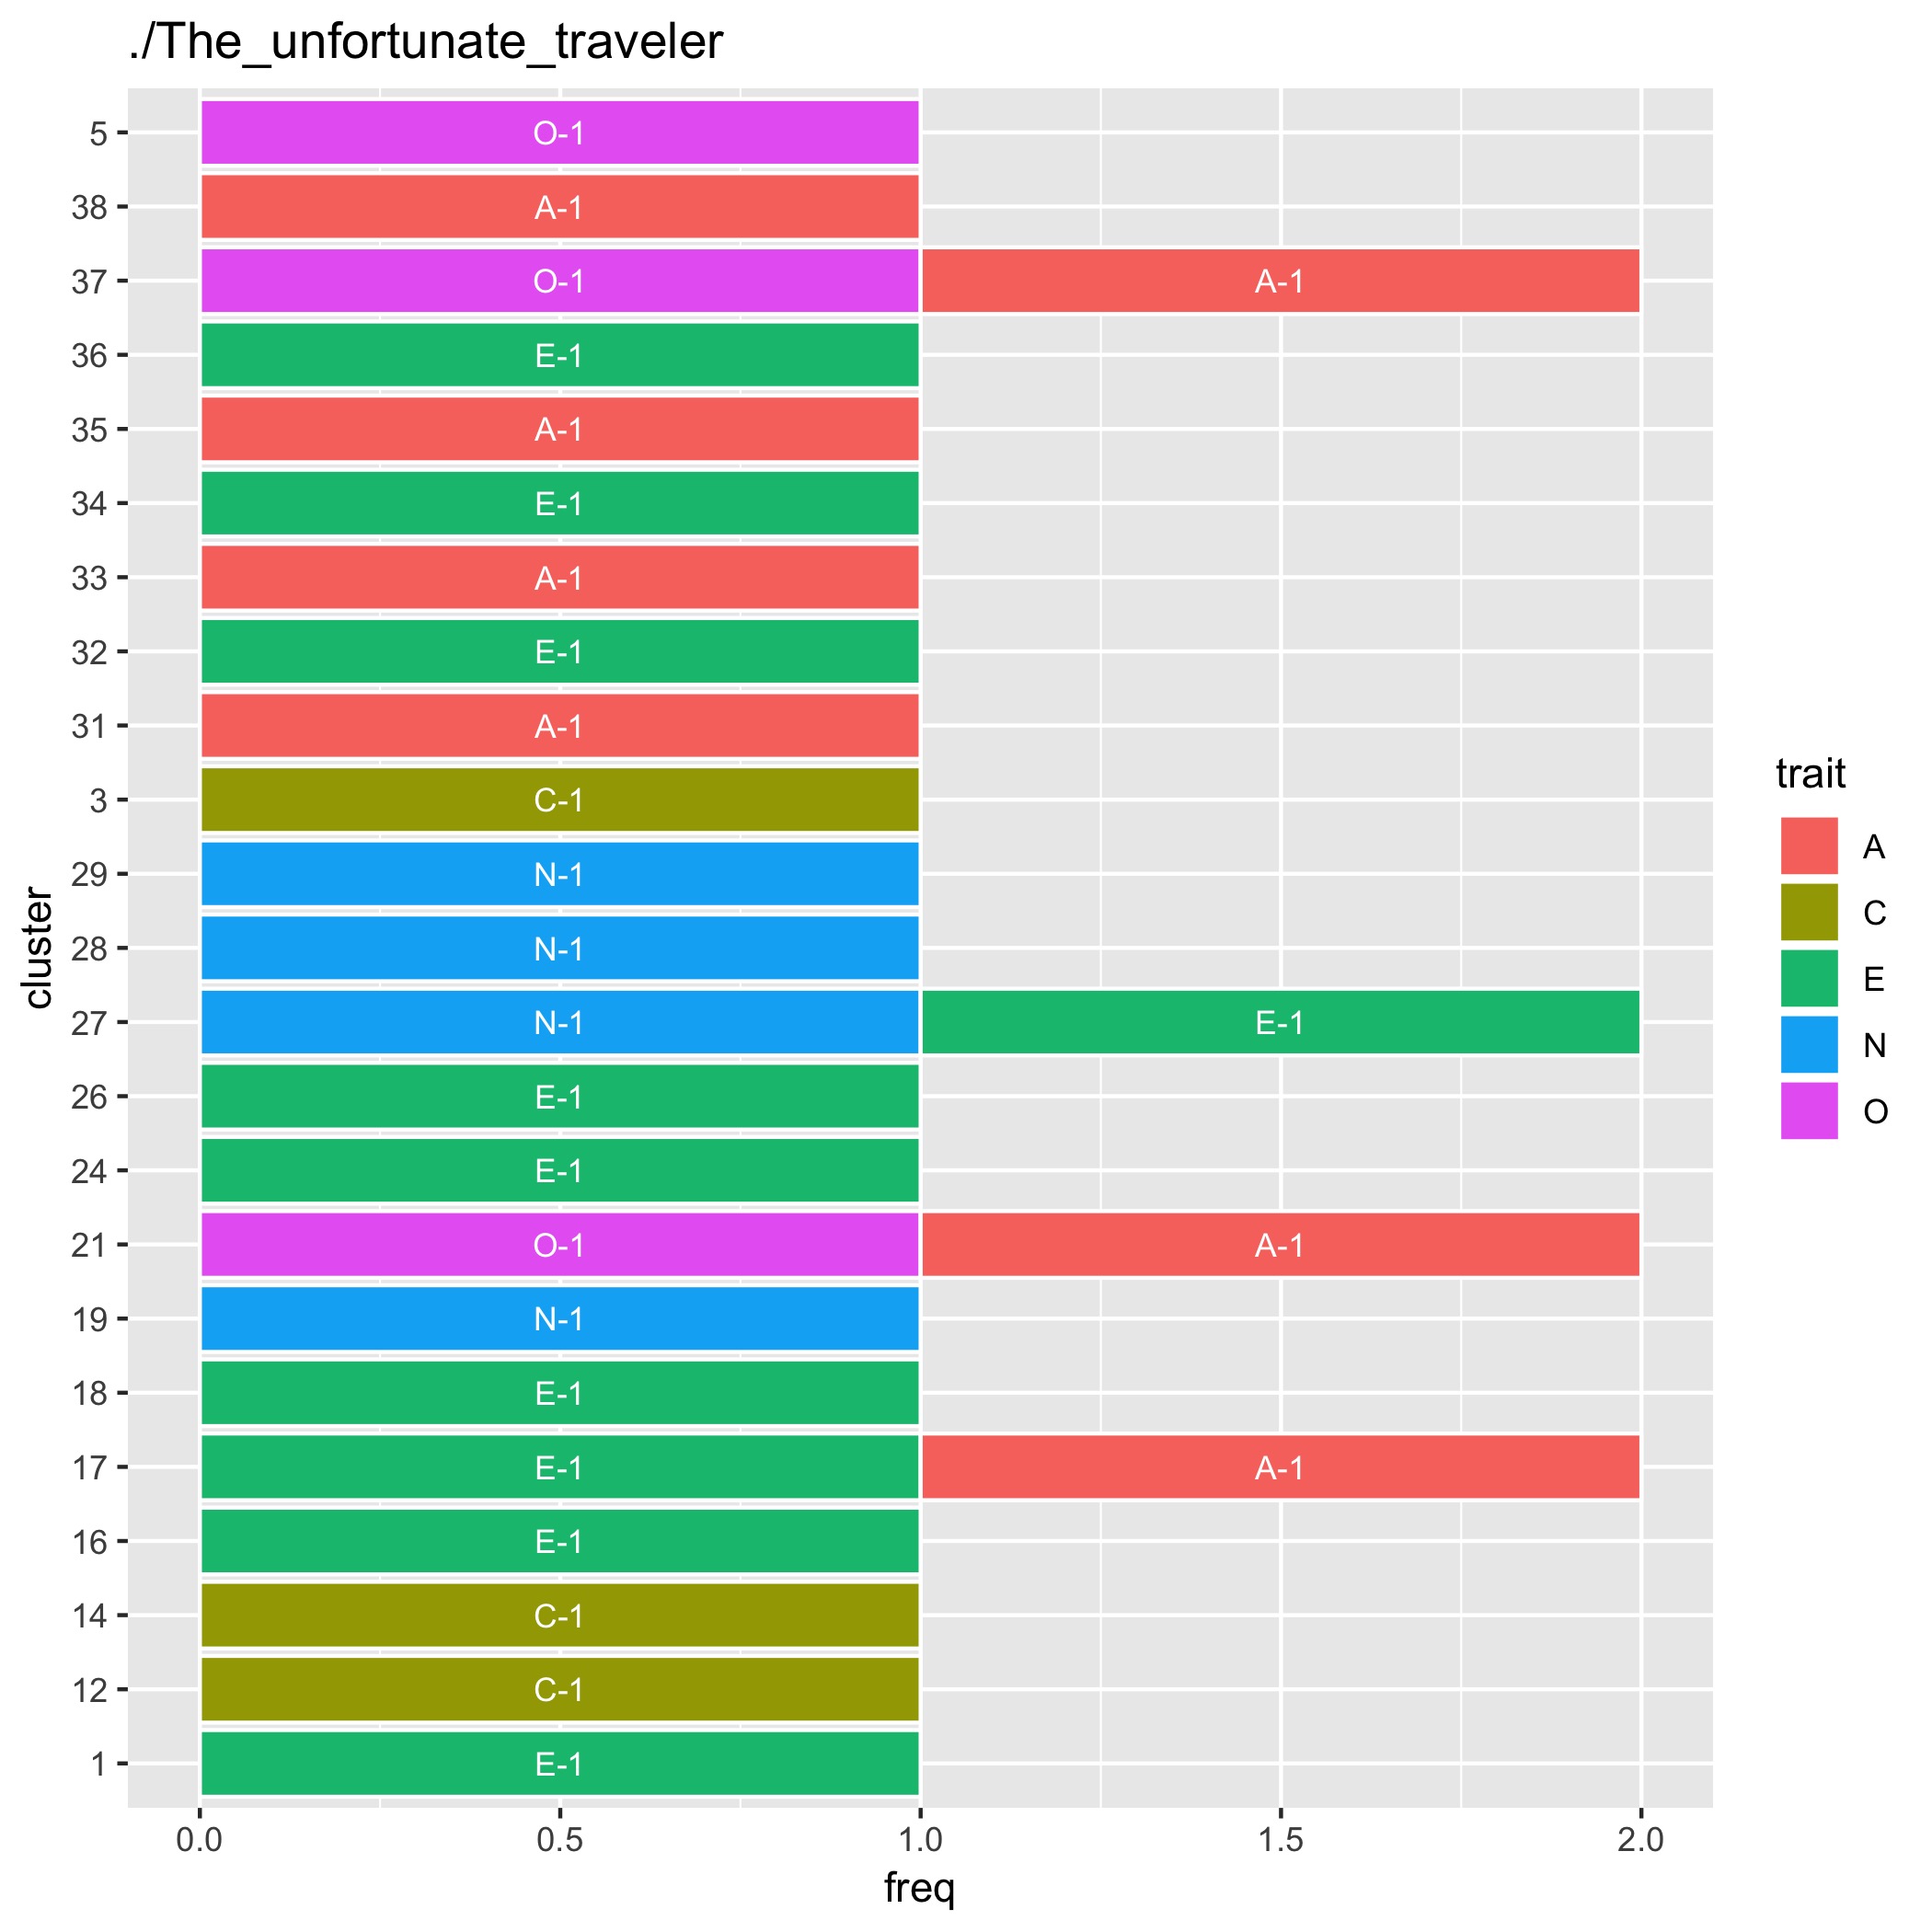 ./The_unfortunate_traveler
5 O-1
38 A-1
37 O-1 A-1
36 E-1
35 A-1
34 E-1
33 A-1
32 E-1
31 A-1
3 C-1
29 N-1
28 N-1
27 N-1 E-1
26 E-1
24 E-1
21 O-1 A-1
19 N-1
18 E-1
17 E-1 A-1
16 E-1
14 C-1
12 C-1
1 E-1
0.0 0.5 1.0 1.5 2.0
freq
cluster
trait
A
C
E
N
O